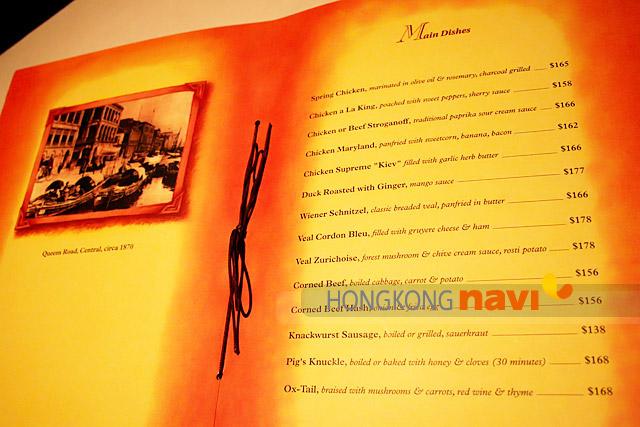 Main Dishes
Spring Chicken, marinated in olive oil & rosemary, charcoal grilled $165
Chicken a La King, poached with sweet peppers, sherry sauce $158
Chicken or Beef Stroganoff, traditional paprika sour cream sauce $166
Chicken Maryland, panfried with sweetcorn, banana, bacon $162
Chicken Supreme "Kiev" filled with garlic herb butter $166
Duck Roasted with Ginger, mango sauce $177
Wiener Schnitzel, classic breaded veal, panfried in butter $166
Veal Cordon Bleu, filled with gruyere cheese & ham $178
Veal Zurichoise, forest mushroom & chive cream sauce, rosti potato $178
Corned Beef, boiled cabbage, carrot & potato $156
Corned Beef Hash, $156
Knackwurst Sausage, boiled or grilled, sauerkraut $138
Pig's Knuckle, boiled or baked with honey & cloves (30 minutes) $168
Ox-Tail, braised with mushrooms & carrots, red wine & thyme $168
Queen Road, Central, circa 1870
HONGKONG navi